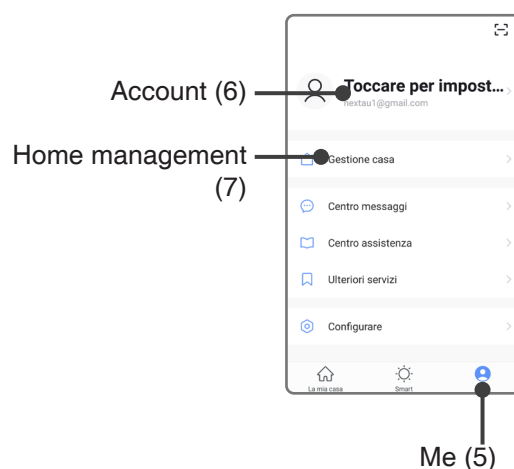 Account (6)
Toccare per impost...
nextau1@gmail.com
Home management
(7)
Gestione casa
Centro messaggi
Centro assistenza
Ulteriori servizi
Configurare
La mia casa
Smart
Me (5)